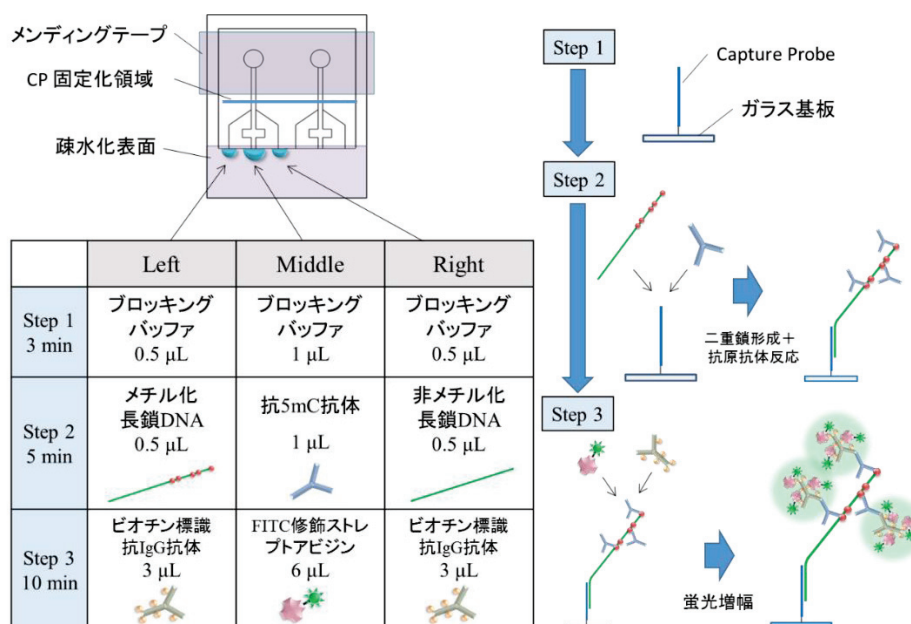 メンディングテープ
CP 固定化領域
疎水化表面
Left
Middle
Right
Step 1
3 min
ブロッキング
バッファ
0.5 μL
ブロッキング
バッファ
1 μL
ブロッキング
バッファ
0.5 μL
Step 2
5 min
メチル化
長鎖DNA
0.5 μL
抗5mC抗体
1 μL
非メチル化
長鎖DNA
0.5 μL
Step 3
10 min
ビオチン標識
抗IgG抗体
3 μL
FITC修飾ストレ
プトアビジン
6 μL
ビオチン標識
抗IgG抗体
3 μL
Step 1
Capture Probe
ガラス基板
Step 2
二重鎖形成＋
抗原抗体反応
Step 3
蛍光増幅